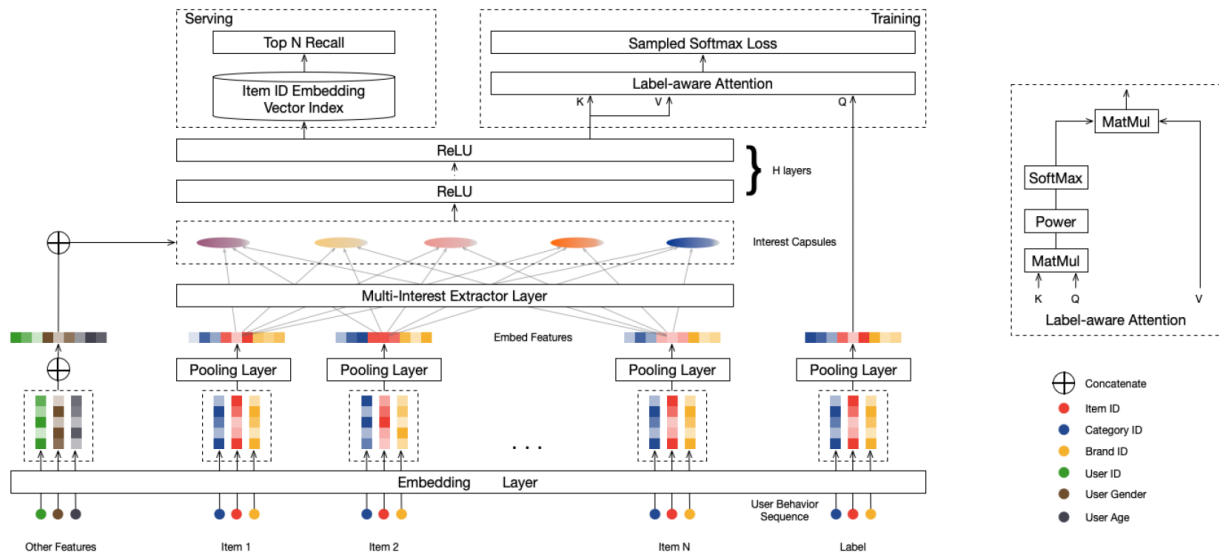 Serving
Training
Top N Recall
Sampled Softmax Loss
Item ID Embedding
Vector Index
Label-aware Attention
K
V
Q
ReLU
H layers
ReLU
Interest Capsules
Multi-Interest Extractor Layer
Embed Features
Pooling Layer
Pooling Layer
Pooling Layer
Pooling Layer
. . .
Embedding Layer
User Behavior
Sequence
Other Features
Item 1
Item 2
Item N
Label
MatMul
SoftMax
Power
MatMul
K
Q
V
Label-aware Attention
Concatenate
Item ID
Category ID
Brand ID
User ID
User Gender
User Age